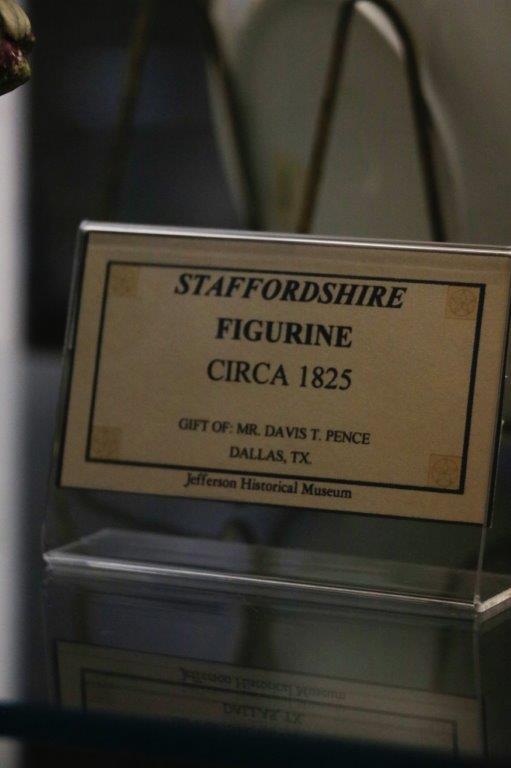 STAFFORDSHIRE
FIGURINE
CIRCA 1825
GIFT OF: MR. DAVIS T. PENCE
DALLAS, TX.
Jefferson Historical Museum